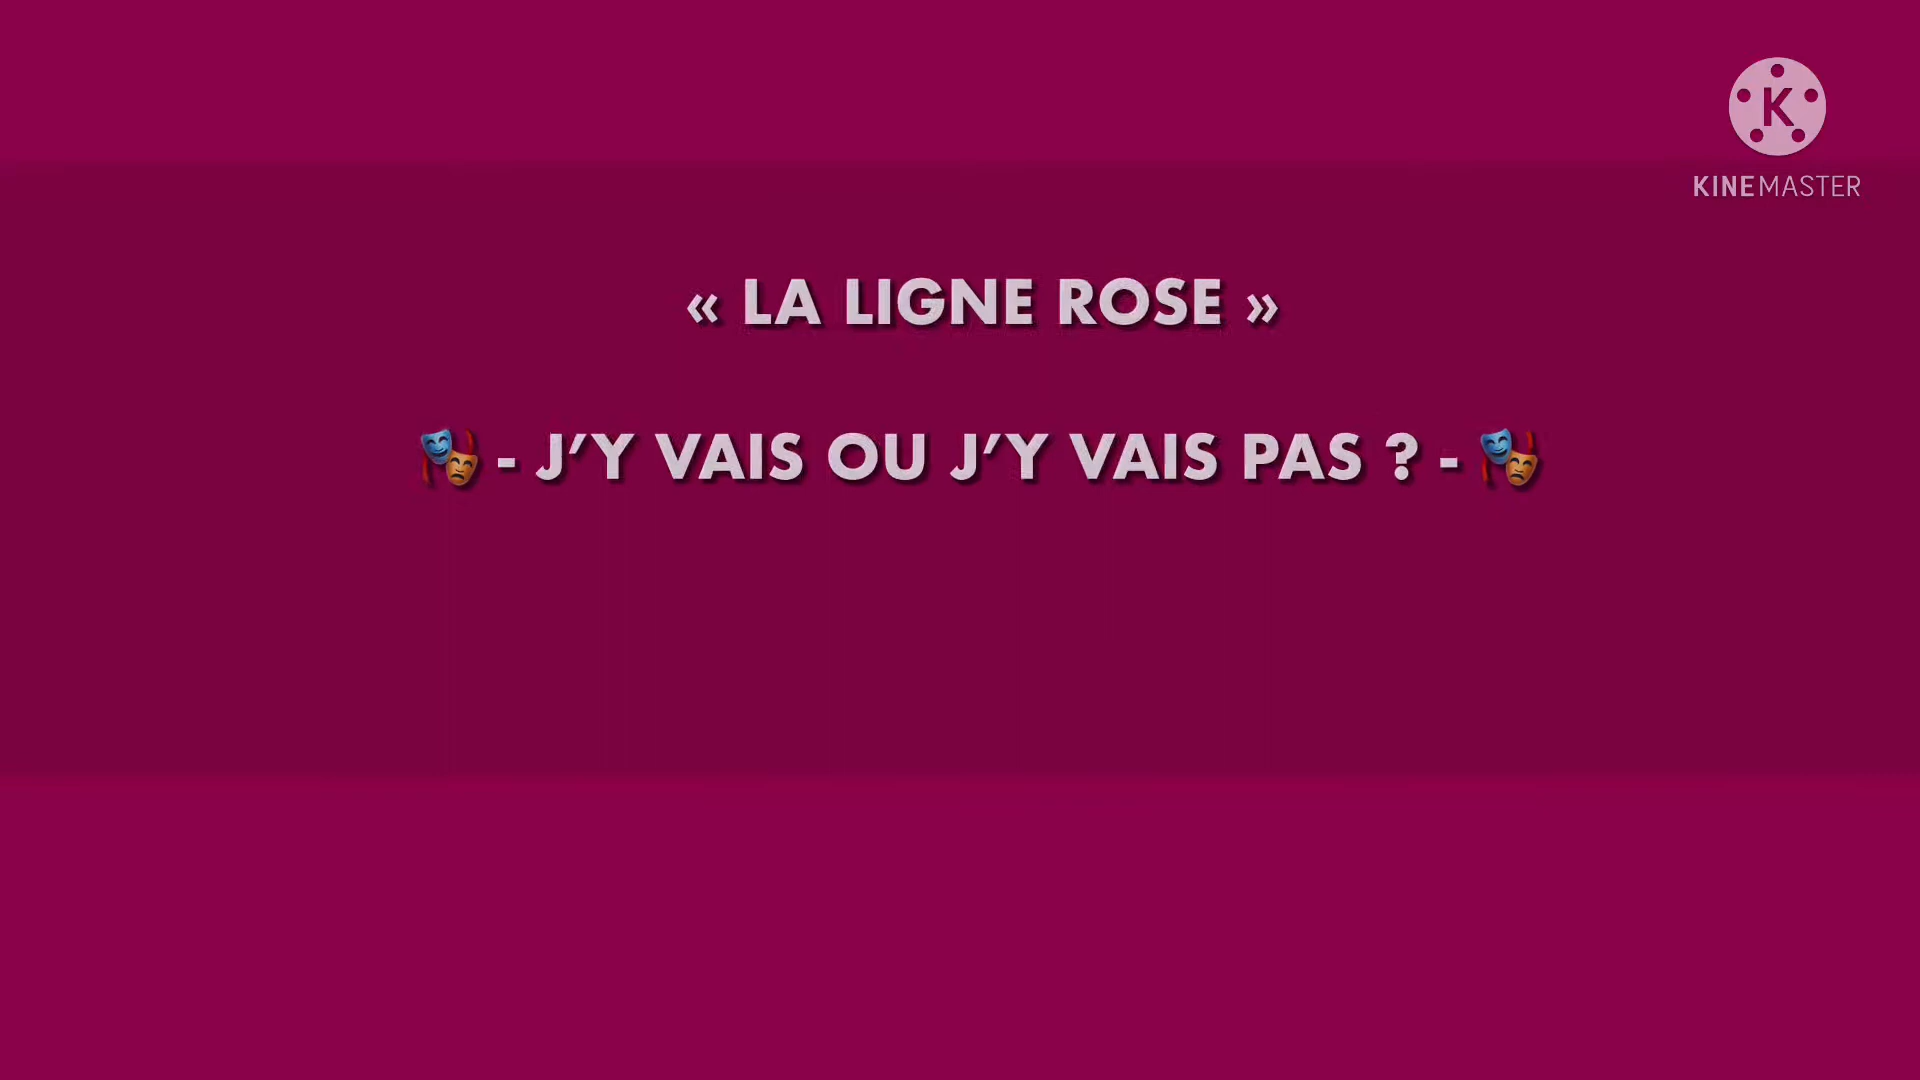 KINEMASTER
« LA LIGNE ROSE »
🎭 - J’Y VAIS OU J’Y VAIS PAS ? - 🎭